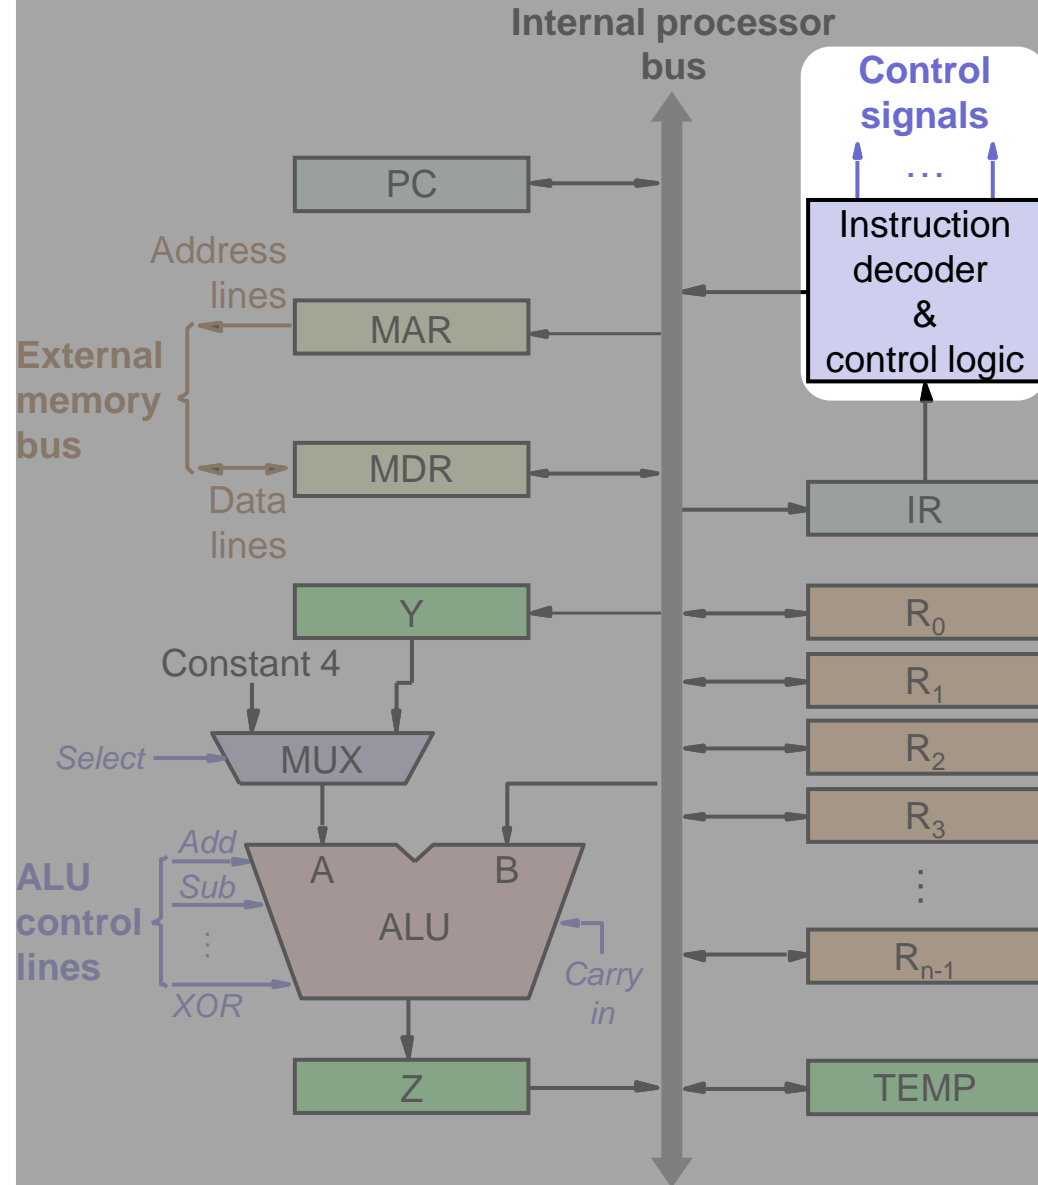 Internal processor
bus
Control
signals
...
PC
Instruction
decoder
&
control logic
Address
lines
MAR
External
memory
bus
MDR
Data
lines
IR
Y
R0
Constant 4
R1
Select
MUX
R2
R3
Add
A
B
ALU
control
lines
Sub
⋮
ALU
⋮
XOR
Carry
in
Rn-1
Z
TEMP